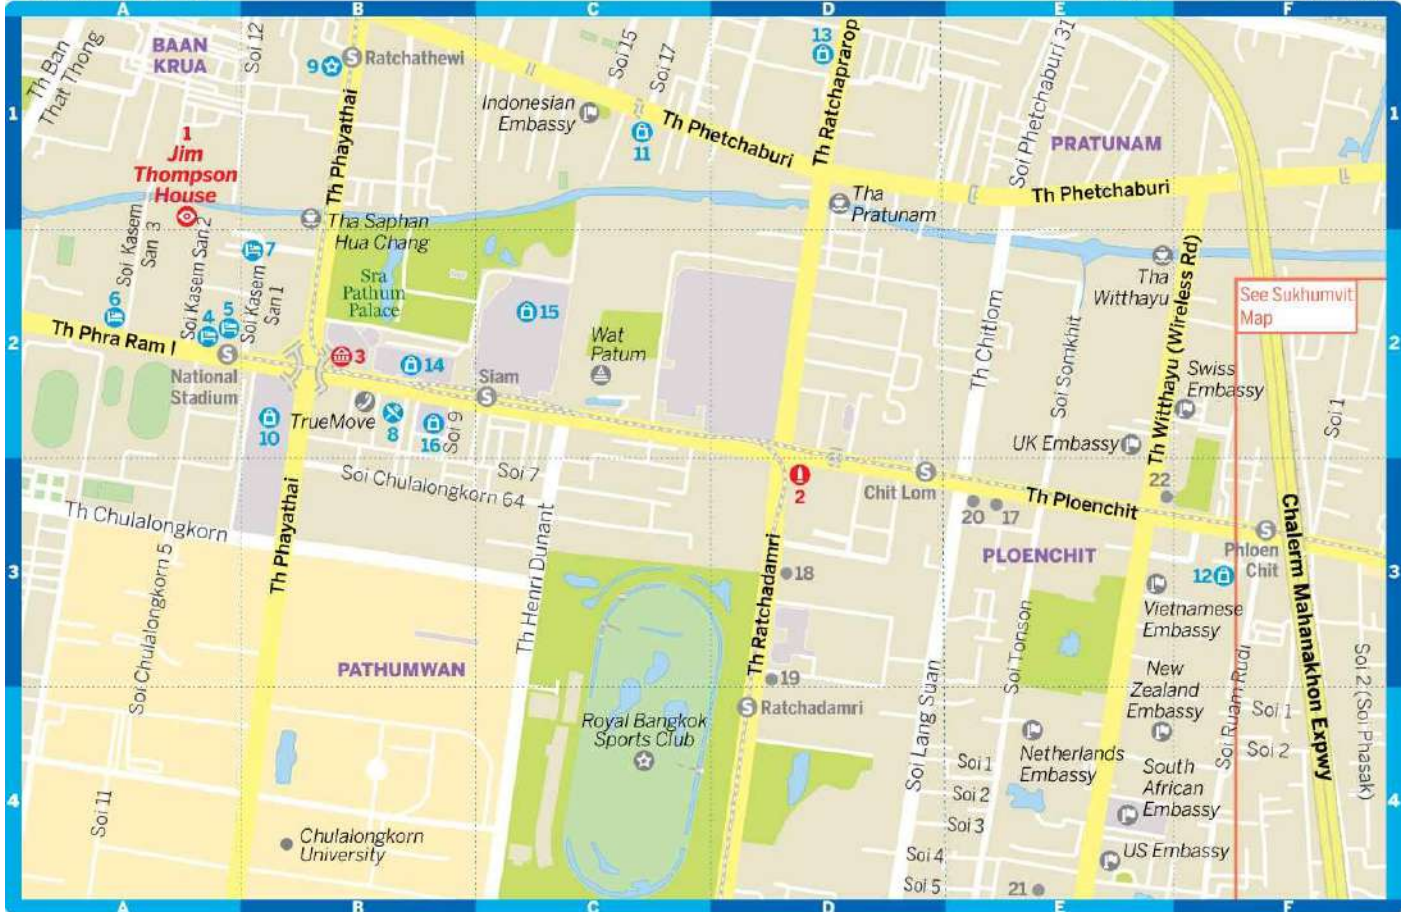 A B C D E F
1
2
3
4
Th Ban
That Thong
BAAN
KRUA
Soi 12
9
Ratchathewi
Soi 15
Soi 17
13
Th Ratchaprarop
Soi Phetchaburi 31
Indonesian
Embassy
11
Th Phetchaburi
PRATUNAM
Th Phetchaburi
1
Jim
Thompson
House
Th Phayathai
Tha Saphan
Hua Chang
Tha
Pratunam
Soi Kasem
San 3
Soi Kasem San 2
7
Soi Kasem
San 1
Sra
Pathum
Palace
15
Wat
Patum
Th Chitlom
Soi Somkhit
Tha
Witthayu
Th Witthayu (Wireless Rd)
See Sukhumvit
Map
6
4
5
Th Phra Ram I
National
Stadium
3
14
Siam
Swiss
Embassy
Soi 1
10
TrueMove
8
16
Soi 9
UK Embassy
Soi 7
Soi Chulalongkorn 64
2
Chit Lom
20
17
Th Ploenchit
22
Th Chulalongkorn
Th Phayathai
Th Henri Dunant
PLOENCHIT
Phloen
Chit
Chalerm Mahanakhon Expwy
Soi Chulalongkorn 5
18
12
Vietnamese
Embassy
Th Ratchadamri
Soi Tonson
PATHUMWAN
19
Ratchadamri
New
Zealand
Embassy
Soi Ruam Rudi
Soi 1
Soi 2
Soi 2 (Soi Phasak)
Royal Bangkok
Sports Club
Soi Lang Suan
Netherlands
Embassy
South
African
Embassy
Soi 1
Soi 2
Soi 3
Soi 4
Soi 5
Soi 11
Chulalongkorn
University
US Embassy
21
A B C D E F
1
2
3
4